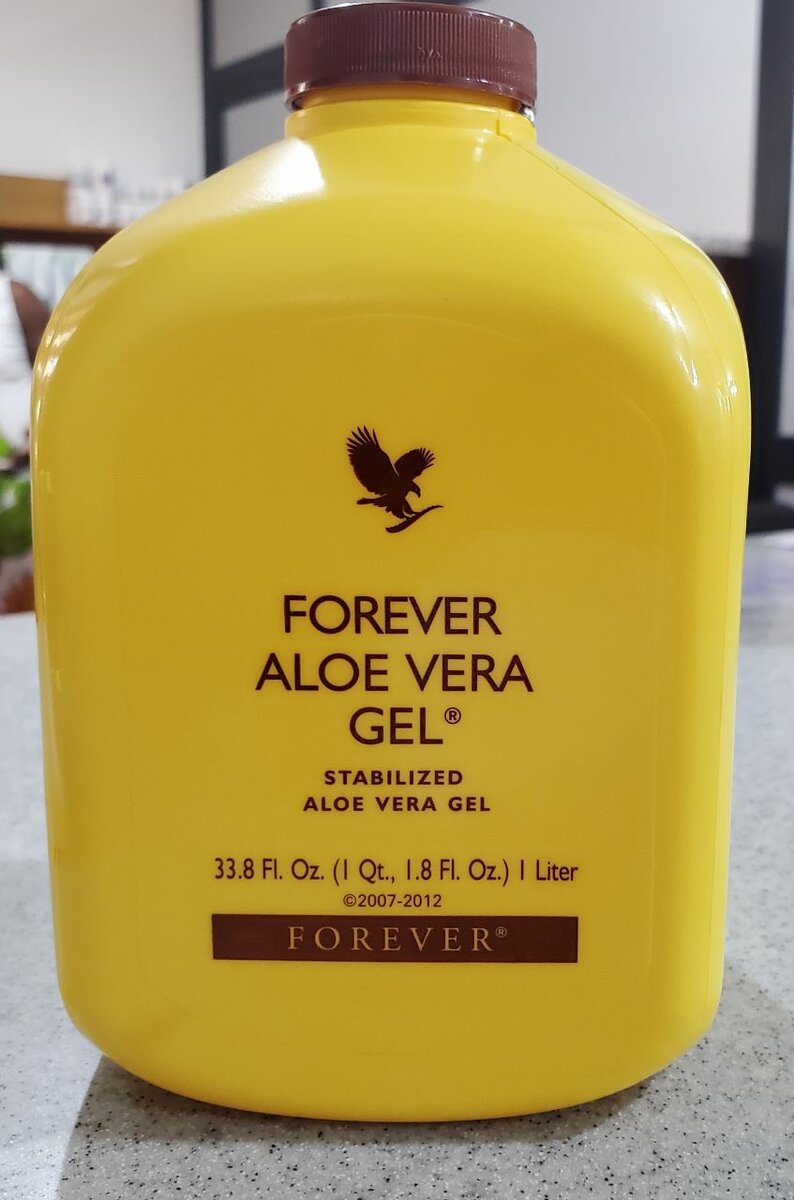 FOREVER
ALOE VERA
GEL®
STABILIZED
ALOE VERA GEL
33.8 Fl. Oz. (1 Qt., 1.8 Fl. Oz.) 1 Liter
©2007-2012
FOREVER®